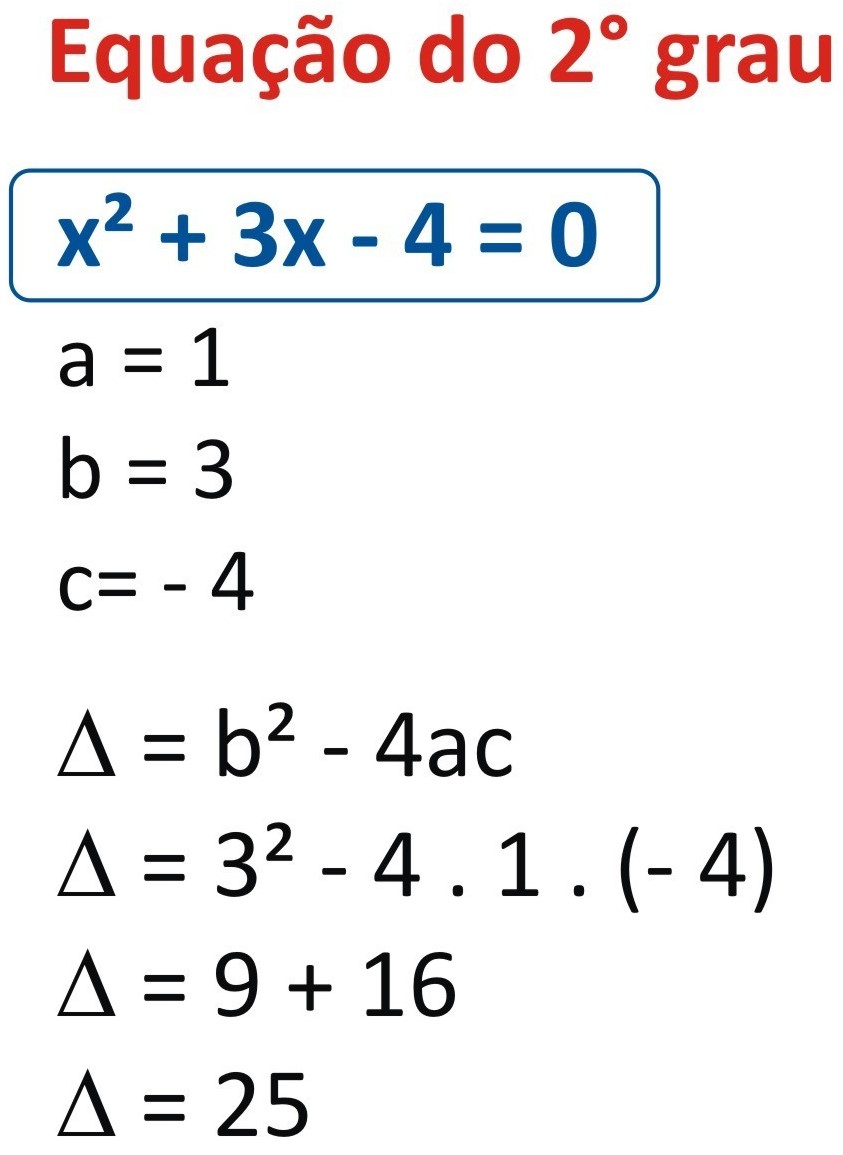 Equação do 2° grau
x² + 3x - 4 = 0
a = 1
b = 3
c= - 4
Δ = b² - 4ac
Δ = 3² - 4 . 1 . (- 4)
Δ = 9 + 16
Δ = 25